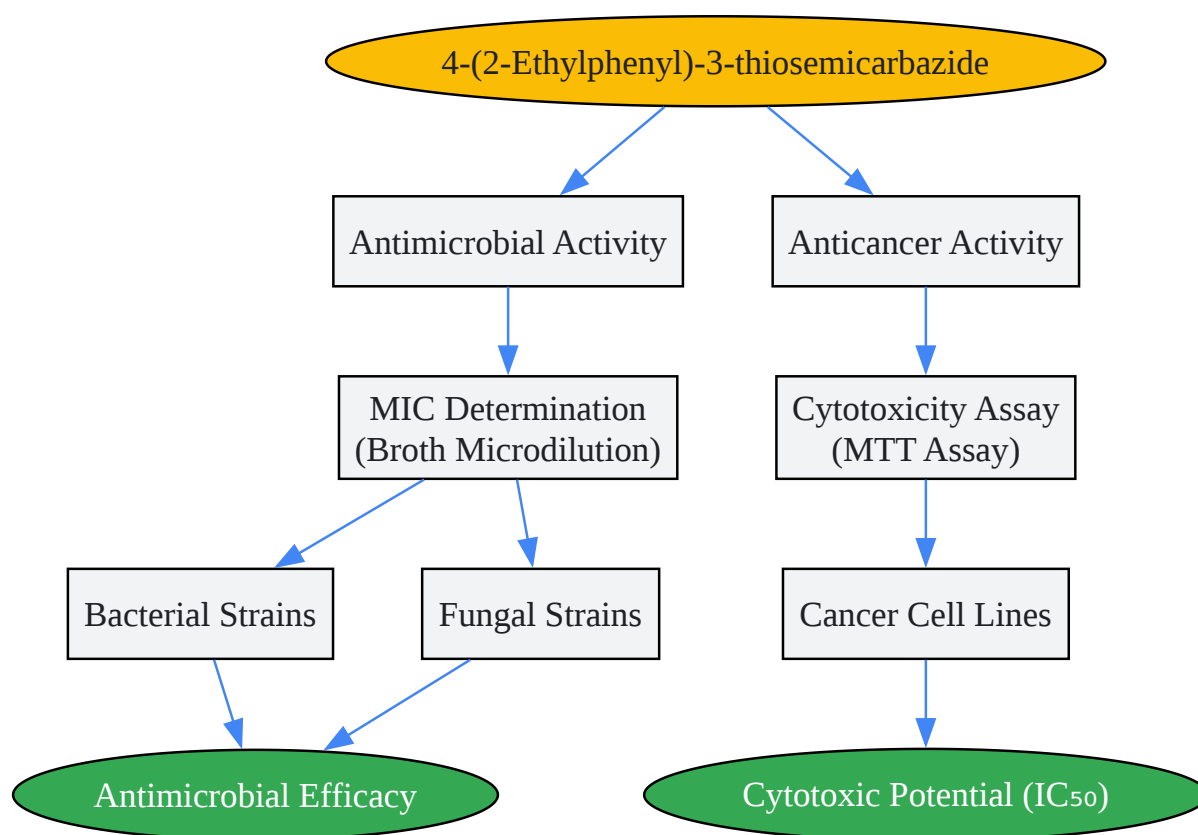 4-(2-Ethylphenyl)-3-thiosemicarbazide
Antimicrobial Activity
Anticancer Activity
MIC Determination
(Broth Microdilution)
Cytotoxicity Assay
(MTT Assay)
Bacterial Strains
Fungal Strains
Cancer Cell Lines
Antimicrobial Efficacy
Cytotoxic Potential (IC₅₀)